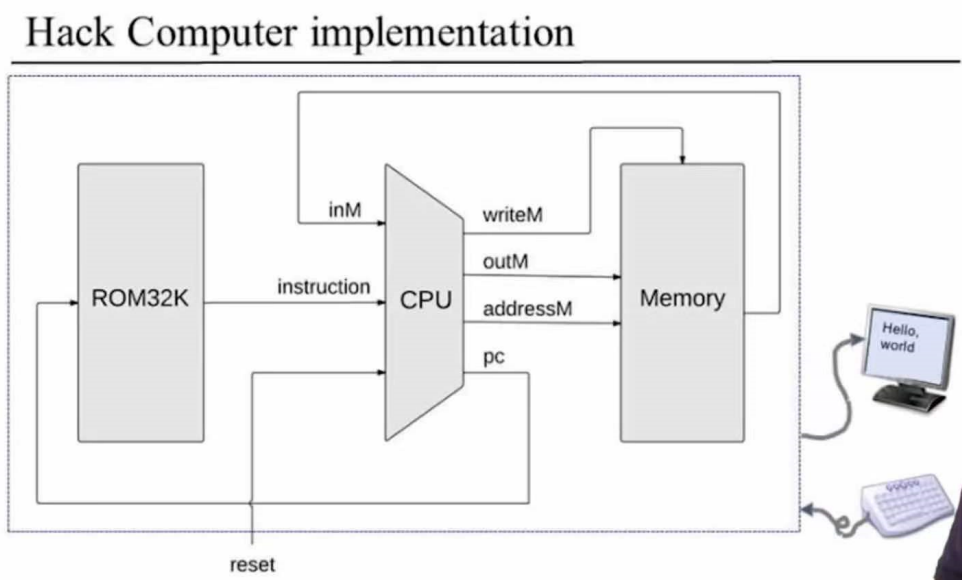 Hack Computer implementation
inM
writeM
outM
instruction
ROM32K
CPU
addressM
Memory
pc
Hello,
world
reset